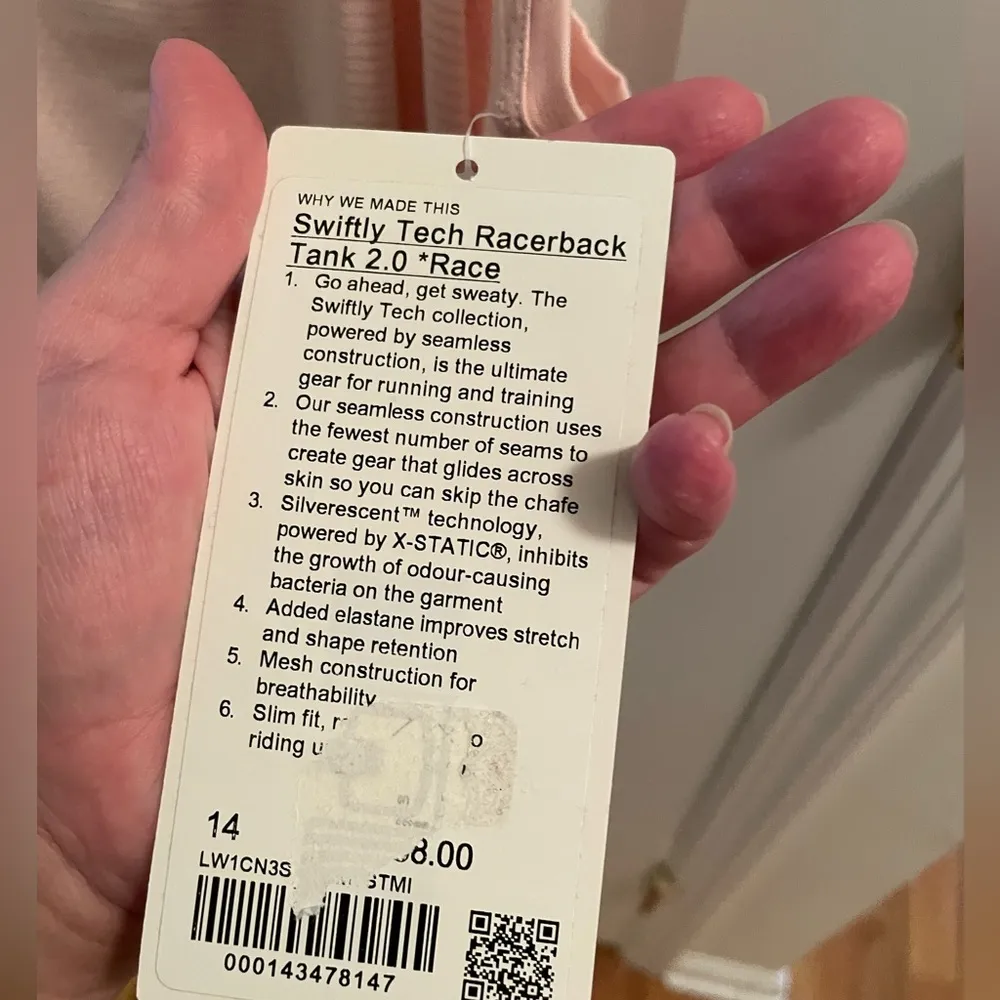 WHY WE MADE THIS
Swiftly Tech Racerback
Tank 2.0 *Race
1. Go ahead, get sweaty. The
Swiftly Tech collection,
powered by seamless
construction, is the ultimate
gear for running and training
2. Our seamless construction uses
the fewest number of seams to
create gear that glides across
skin so you can skip the chafe
3. Silverescent™ technology,
powered by X-STATIC®, inhibits
the growth of odour-causing
bacteria on the garment
4. Added elastane improves stretch
and shape retention
5. Mesh construction for
breathability
6. Slim fit,
riding
14 8.00
LW1CN3S STMI
000143478147